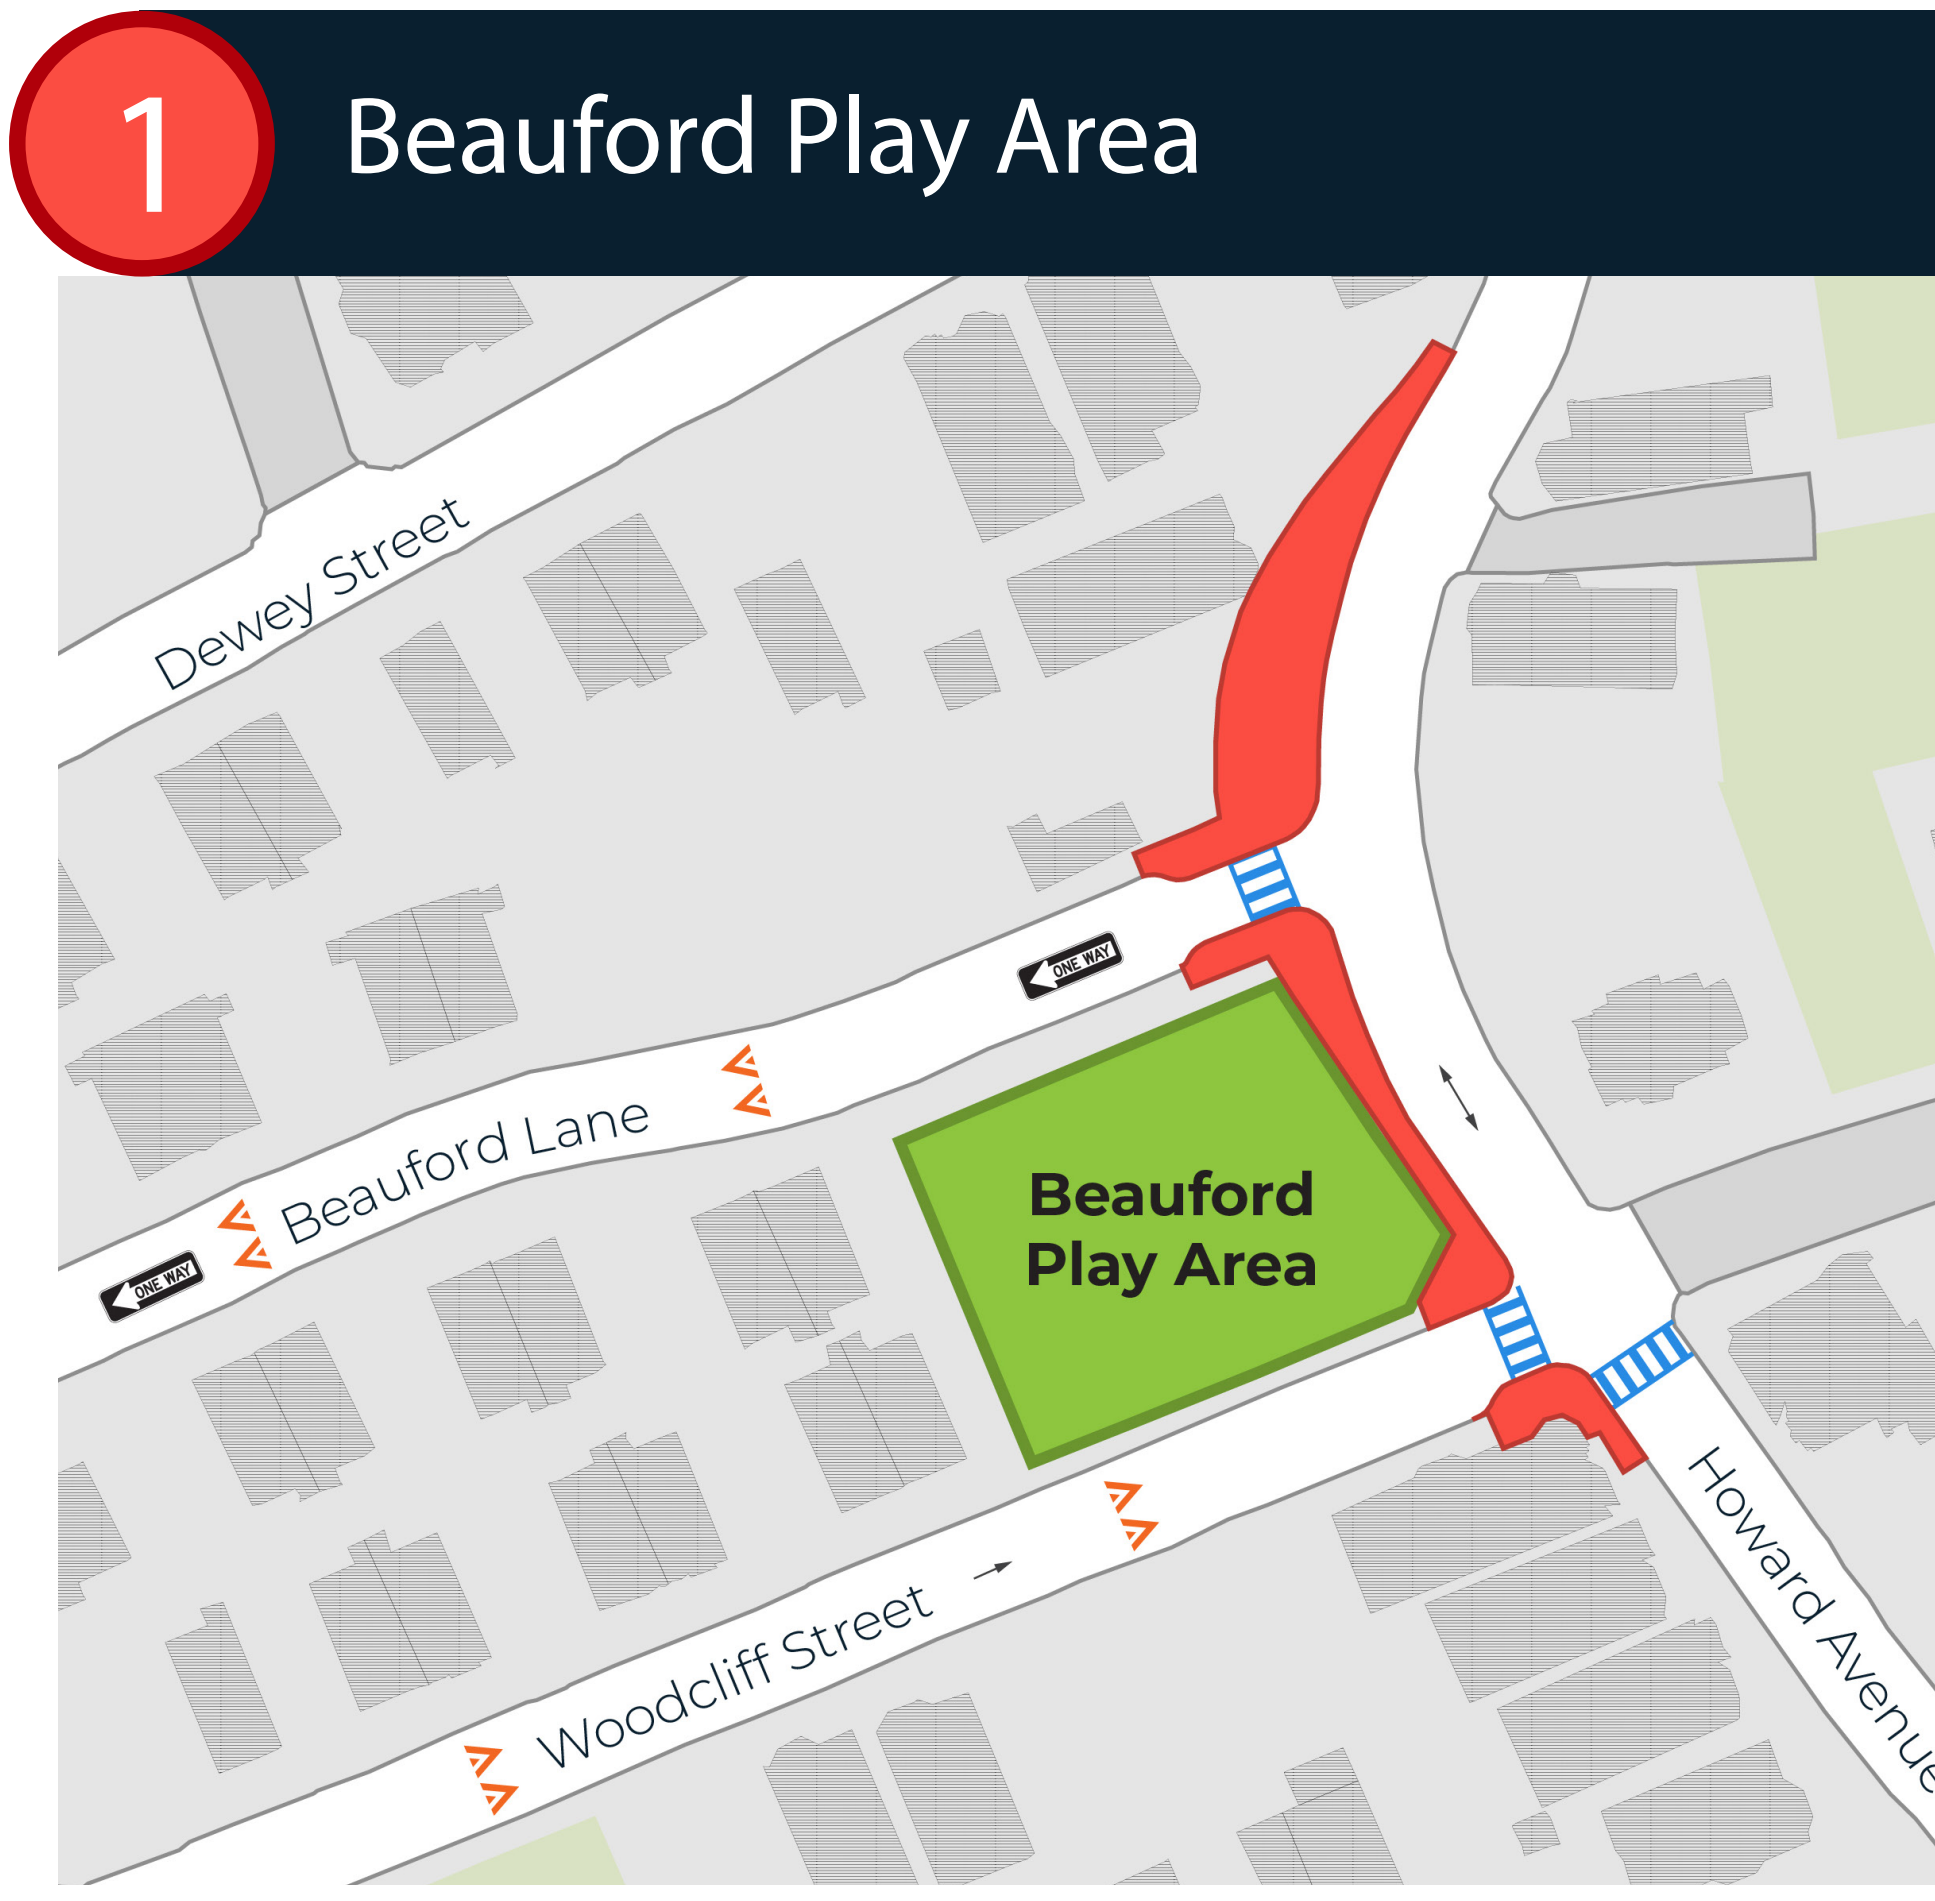 1
Beauford Play Area
Dewey Street
ONE WAY
Beauford Lane
ONE WAY
Beauford
Play Area
Woodcliff Street
Howard Avenue